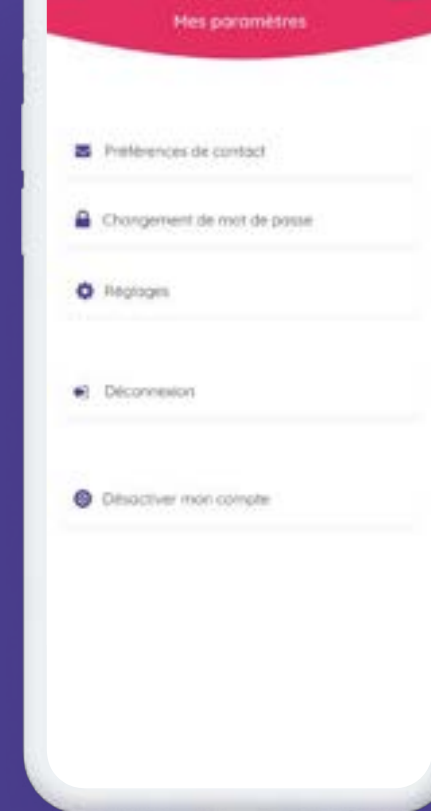 Mes paramètres
Préférences de contact
Changement de mot de passe
Réglages
Déconnexion
Désactiver mon compte